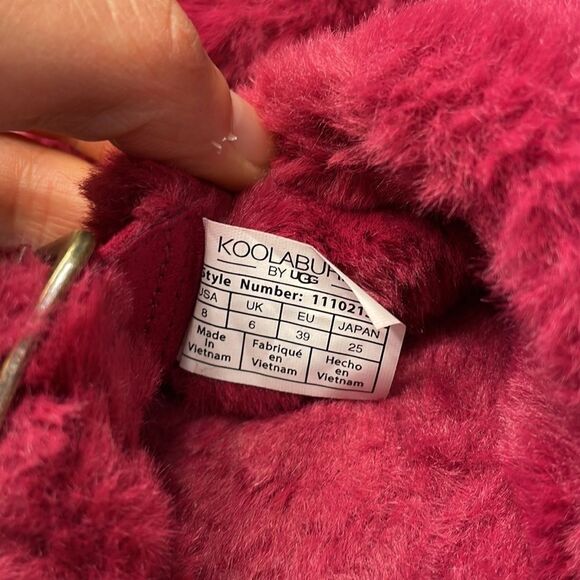 KOOLABUR
BY UGG
Style Number: 111021
USA UK EU JAPAN
8 6 39 25
Made Fabriqué Hecho
In en en
Vietnam Vietnam Vietnam